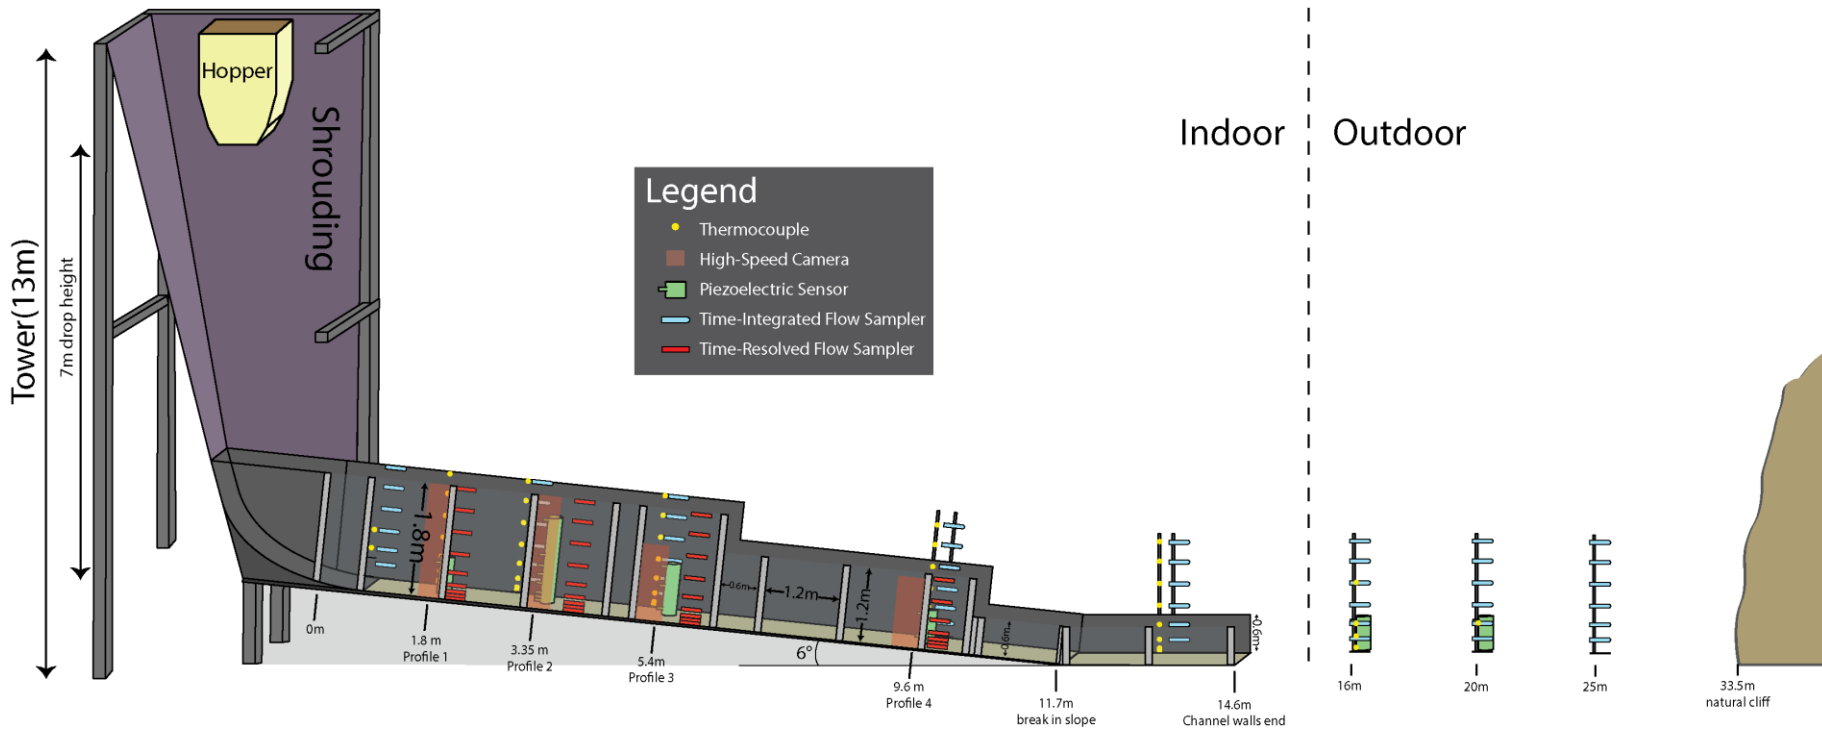 Hopper
Shrouding
Tower(13m)
7m drop height
Indoor
Outdoor
Legend
Thermocouple
High-Speed Camera
Piezoelectric Sensor
Time-Integrated Flow Sampler
Time-Resolved Flow Sampler
1.8m
0.6m
1.2m
1.2m
0.6m
0.6m
6°
0m
1.8 m
Profile 1
3.35 m
Profile 2
5.4m
Profile 3
9.6 m
Profile 4
11.7m
break in slope
14.6m
Channel walls end
16m
20m
25m
33.5m
natural cliff